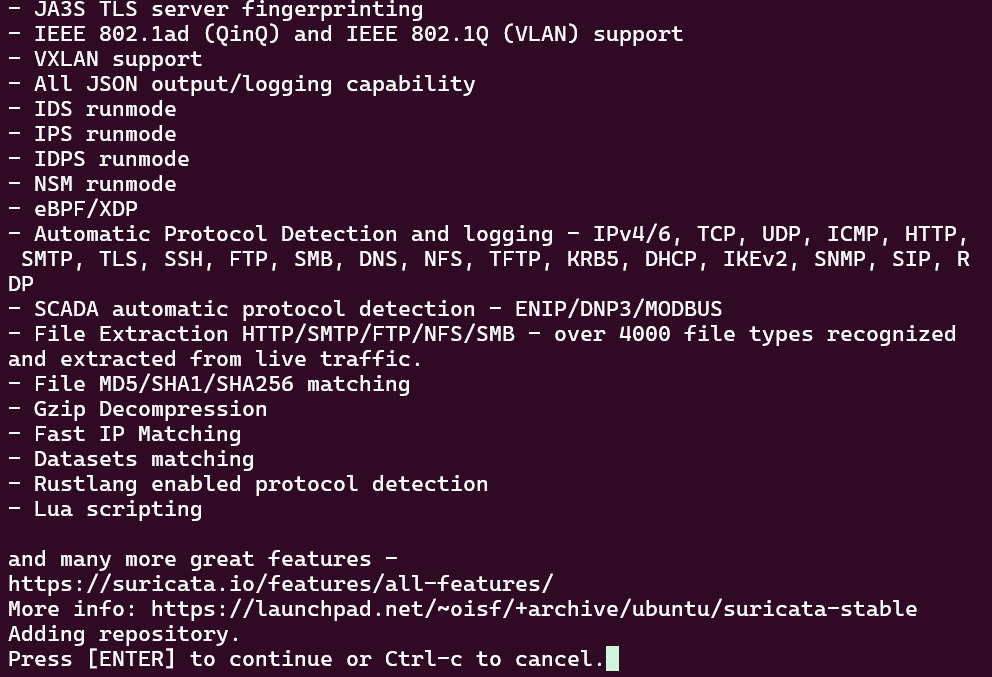 - JA3S TLS server fingerprinting
- IEEE 802.1ad (QinQ) and IEEE 802.1Q (VLAN) support
- VXLAN support
- All JSON output/logging capability
- IDS runmode
- IPS runmode
- IDPS runmode
- NSM runmode
- eBPF/XDP
- Automatic Protocol Detection and logging - IPv4/6, TCP, UDP, ICMP, HTTP,
 SMTP, TLS, SSH, FTP, SMB, DNS, NFS, TFTP, KRB5, DHCP, IKEv2, SNMP, SIP, R
DP
- SCADA automatic protocol detection - ENIP/DNP3/MODBUS
- File Extraction HTTP/SMTP/FTP/NFS/SMB - over 4000 file types recognized
and extracted from live traffic.
- File MD5/SHA1/SHA256 matching
- Gzip Decompression
- Fast IP Matching
- Datasets matching
- Rustlang enabled protocol detection
- Lua scripting

and many more great features -
https://suricata.io/features/all-features/
More info: https://launchpad.net/~oisf/+archive/ubuntu/suricata-stable
Adding repository.
Press [ENTER] to continue or Ctrl-c to cancel.